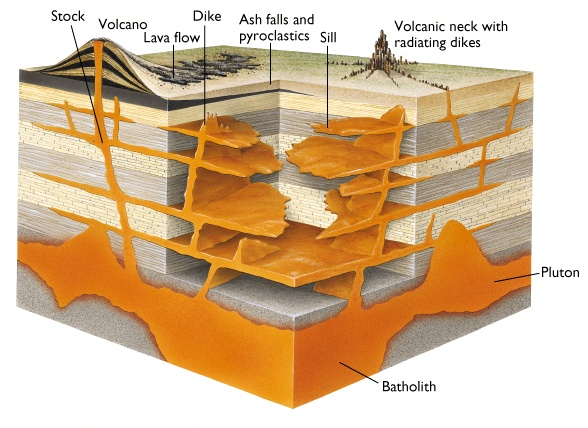 Stock
Volcano
Lava flow
Dike
Ash falls and
pyroclastics
Sill
Volcanic neck with
radiating dikes
Pluton
Batholith